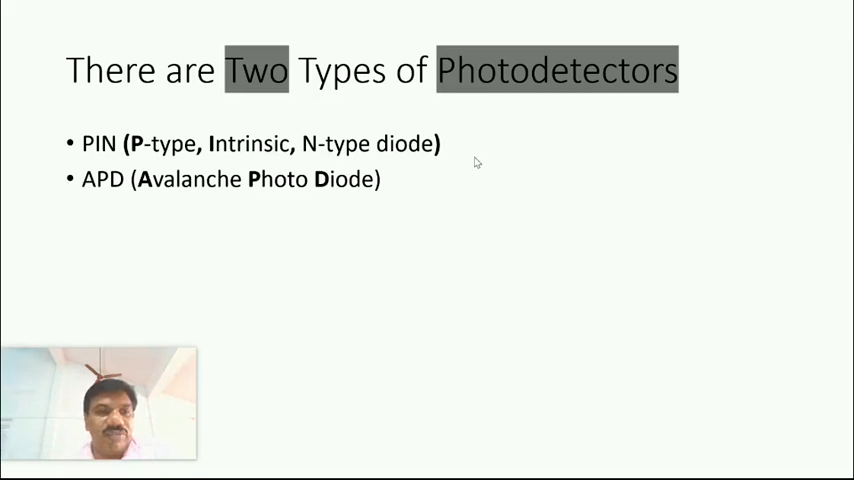 There are Two Types of Photodetectors
• PIN (P-type, Intrinsic, N-type diode)
• APD (Avalanche Photo Diode)